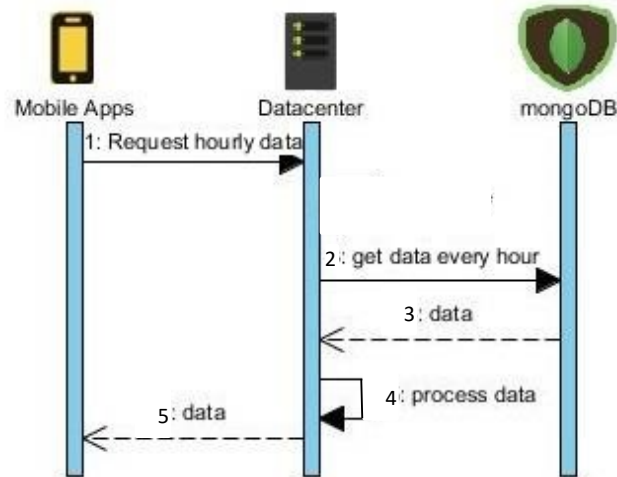 Mobile Apps
Datacenter
mongoDB
1: Request hourly data
2: get data every hour
3: data
4: process data
5: data